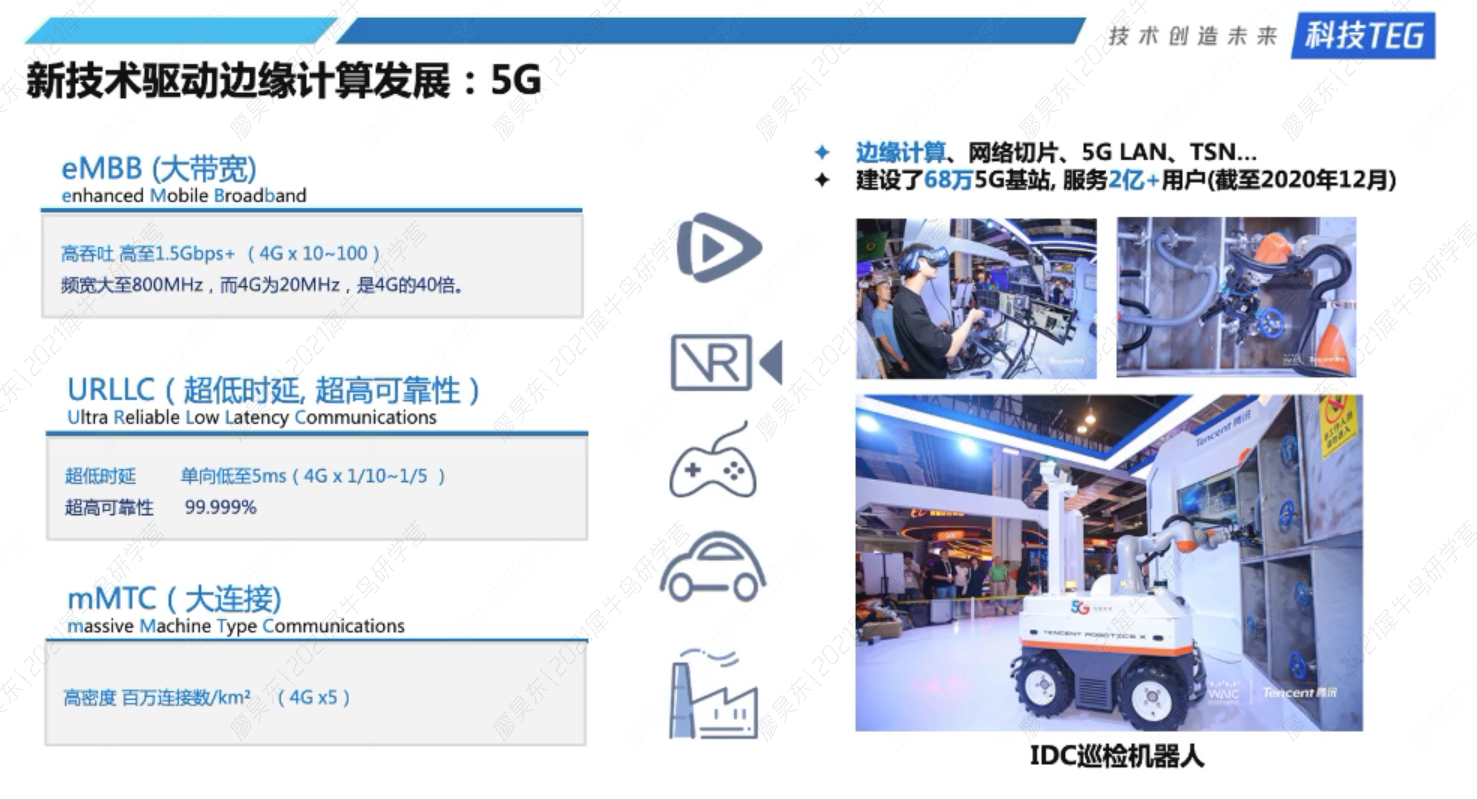 技术创造未来 科技TEG
新技术驱动边缘计算发展：5G
eMBB (大带宽)
enhanced Mobile Broadband
高吞吐 高至1.5Gbps+ （4G x 10~100）
频宽大至800MHz，而4G为20MHz，是4G的40倍。
URLLC（超低时延, 超高可靠性）
Ultra Reliable Low Latency Communications
超低时延 单向低至5ms（4G x 1/10~1/5 ）
超高可靠性 99.999%
mMTC（大连接)
massive Machine Type Communications
高密度 百万连接数/km² （4G x5）
VR
✦ 边缘计算、网络切片、5G LAN、TSN...
✦ 建设了68万5G基站, 服务2亿+用户(截至2020年12月)
Tencent
WAIC Tencent
Tencent 腾讯
5G
TENCENT ROBOTICS X
WAIC | Tencent 腾讯
IDC巡检机器人
廖昊东|2021犀牛鸟研学营